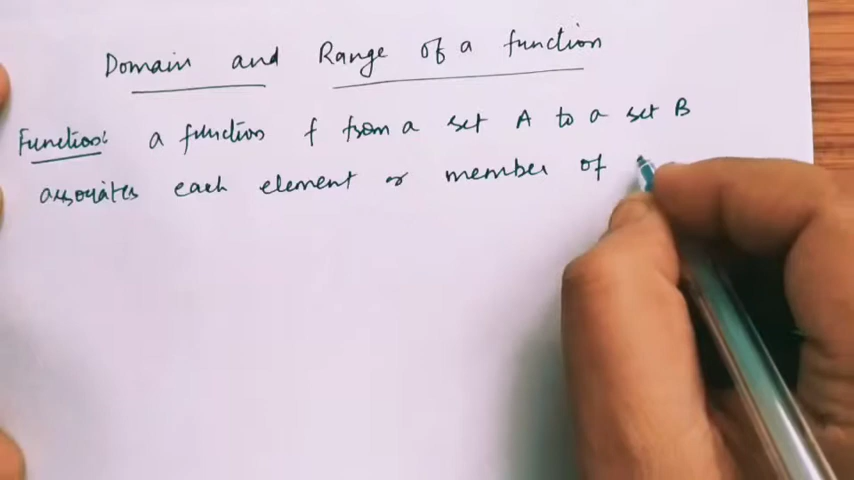 Domain and Range of a function
Function: a function f from a set A to a set B
associates each element or member of